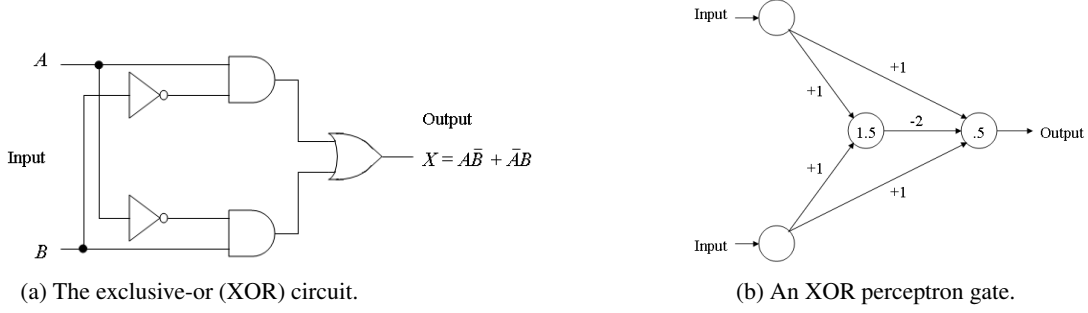 A
Input
B
Output
X = AB̅ + A̅B
(a) The exclusive-or (XOR) circuit.
Input
+1
+1
1.5
-2
.5
Output
+1
+1
Input
(b) An XOR perceptron gate.